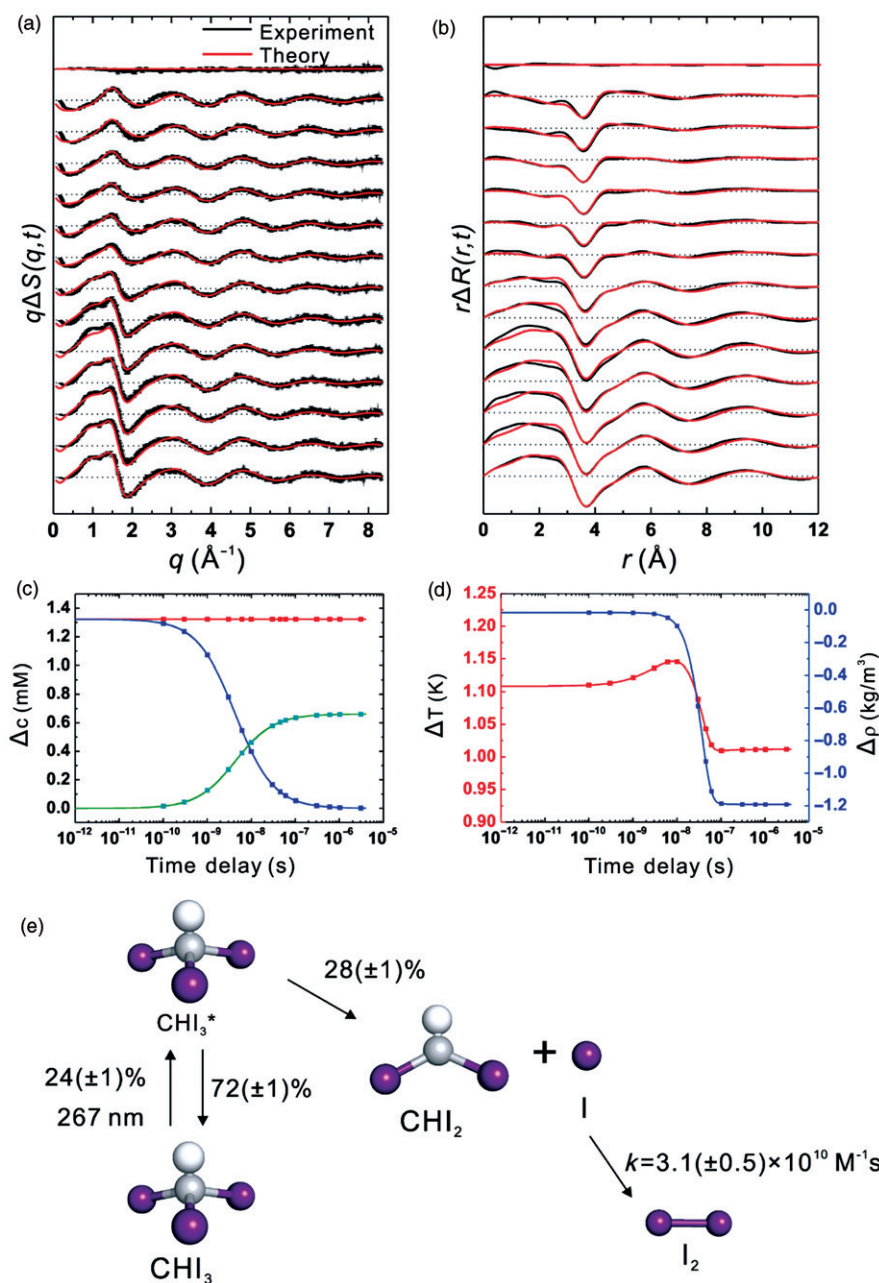 (a)
Experiment
Theory
qΔS(q,t)
0 1 2 3 4 5 6 7 8
q (Å⁻¹)
(b)
rΔR(r,t)
0 2 4 6 8 10 12
r (Å)
(c)
1.4
1.2
1.0
0.8
0.6
0.4
0.2
0.0
Δc (mM)
10⁻¹² 10⁻¹¹ 10⁻¹⁰ 10⁻⁹ 10⁻⁸ 10⁻⁷ 10⁻⁶ 10⁻⁵
Time delay (s)
(d)
1.25
1.20
1.15
1.10
1.05
1.00
0.95
0.90
ΔT (K)
0.0
−0.2
−0.4
−0.6
−0.8
−1.0
−1.2
Δρ (kg/m³)
10⁻¹² 10⁻¹¹ 10⁻¹⁰ 10⁻⁹ 10⁻⁸ 10⁻⁷ 10⁻⁶ 10⁻⁵
Time delay (s)
(e)
CHI₃*
28(±1)%
24(±1)%
267 nm
72(±1)%
CHI₃
CHI₂
+
I
k=3.1(±0.5)×10¹⁰ M⁻¹s
I₂